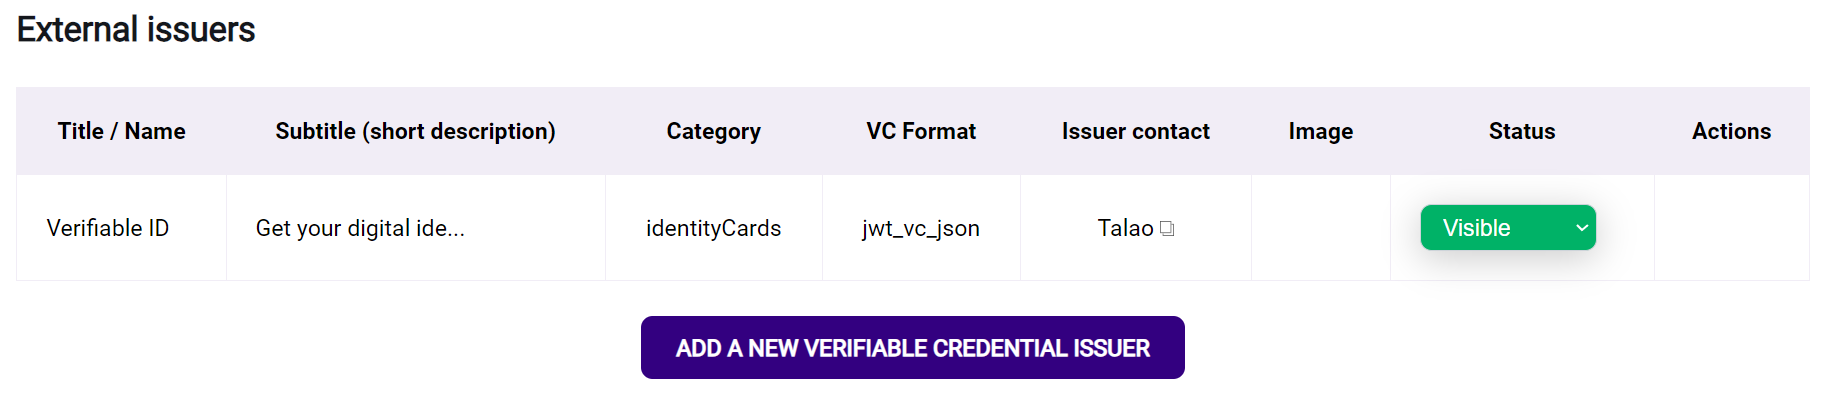 External issuers
Title / Name Subtitle (short description) Category VC Format Issuer contact Image Status Actions
Verifiable ID Get your digital ide... identityCards jwt_vc_json Talao Visible
ADD A NEW VERIFIABLE CREDENTIAL ISSUER